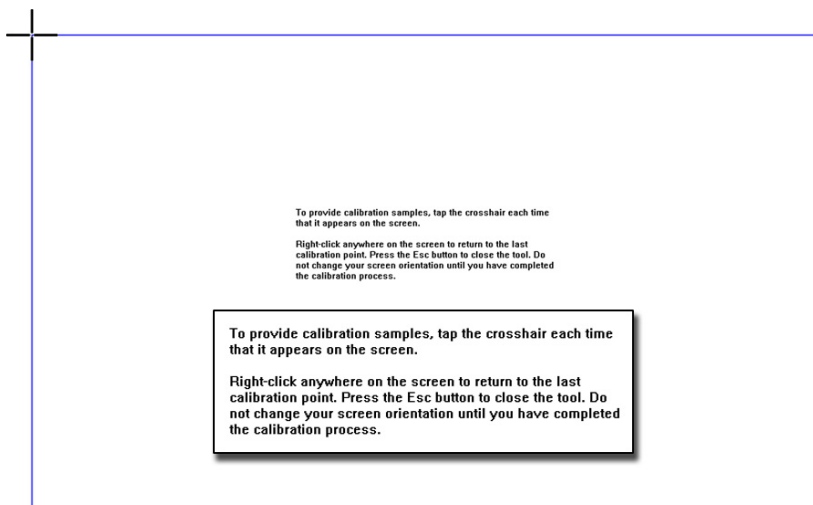 To provide calibration samples, tap the crosshair each time
that it appears on the screen.
Right-click anywhere on the screen to return to the last
calibration point. Press the Esc button to close the tool. Do
not change your screen orientation until you have completed
the calibration process.
To provide calibration samples, tap the crosshair each time
that it appears on the screen.
Right-click anywhere on the screen to return to the last
calibration point. Press the Esc button to close the tool. Do
not change your screen orientation until you have completed
the calibration process.